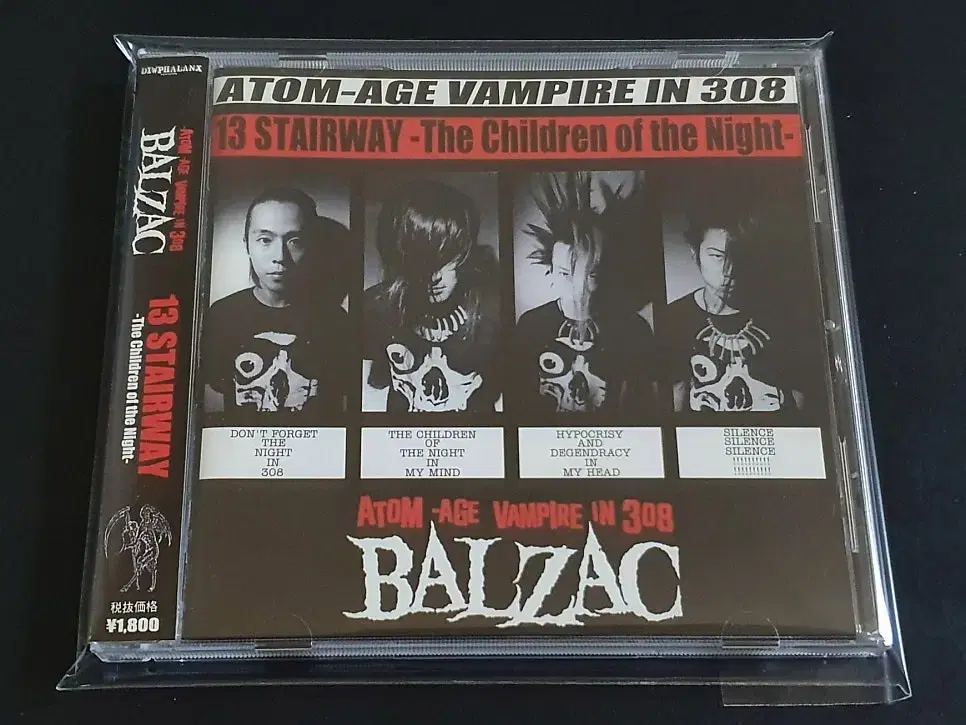 DIWPHALANX
ATOM-AGE VAMPIRE IN 308
BALZAC
13 STAIRWAY
-The Children of the Night-
税抜価格
¥1,800
ATOM-AGE VAMPIRE IN 308
13 STAIRWAY -The Children of the Night-
DON'T FORGET
THE
NIGHT
IN
308
THE CHILDREN
OF
THE NIGHT
IN
MY MIND
HYPOCRISY
AND
DEGENDRACY
IN
MY HEAD
SILENCE
SILENCE
SILENCE
!!!!!!!!!!
!!!!!!!!!!
ATOM-AGE VAMPIRE IN 308
BALZAC